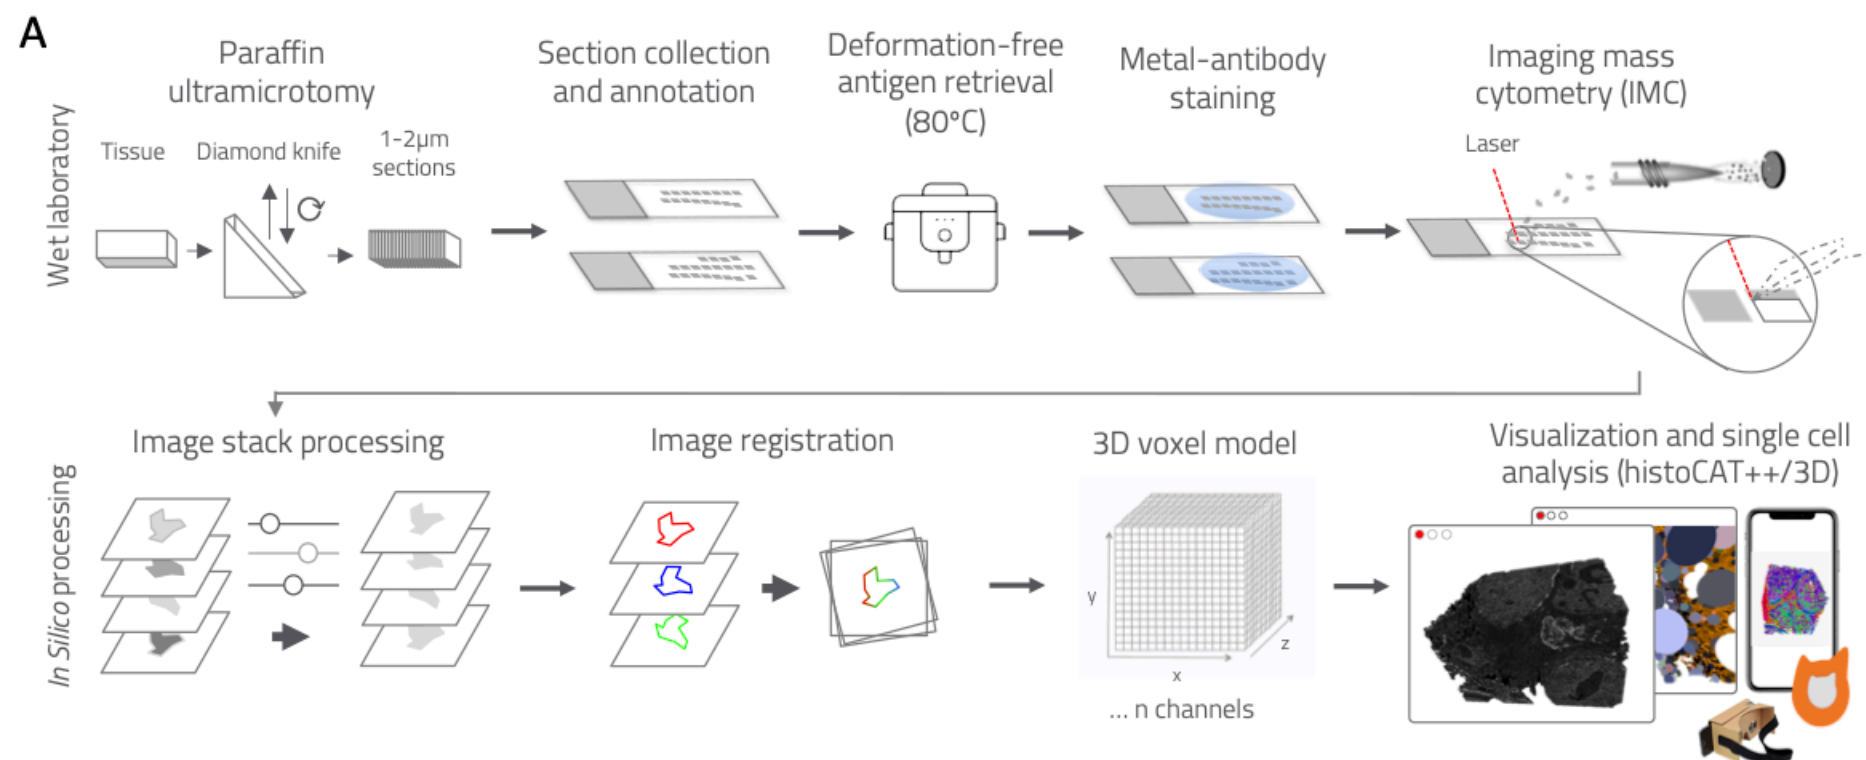 A
Wet laboratory
Paraffin
ultramicrotomy
Tissue
Diamond knife
1-2µm
sections
Section collection
and annotation
Deformation-free
antigen retrieval
(80°C)
Metal-antibody
staining
Imaging mass
cytometry (IMC)
Laser
In Silico processing
Image stack processing
Image registration
3D voxel model
y
x
z
... n channels
Visualization and single cell
analysis (histoCAT++/3D)